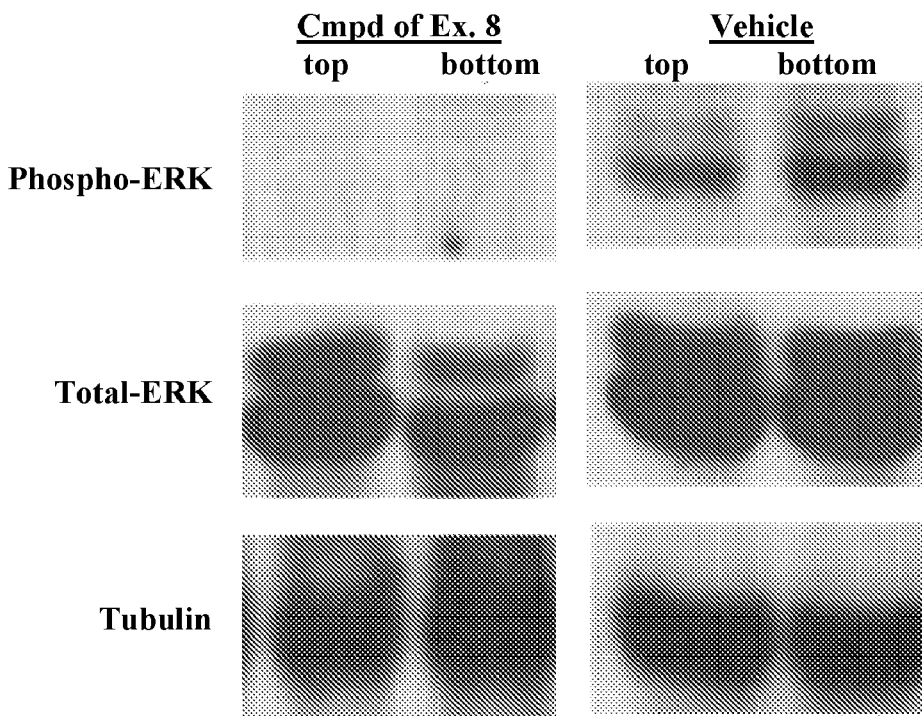 Cmpd of Ex. 8 Vehicle
top bottom top bottom
Phospho-ERK
Total-ERK
Tubulin